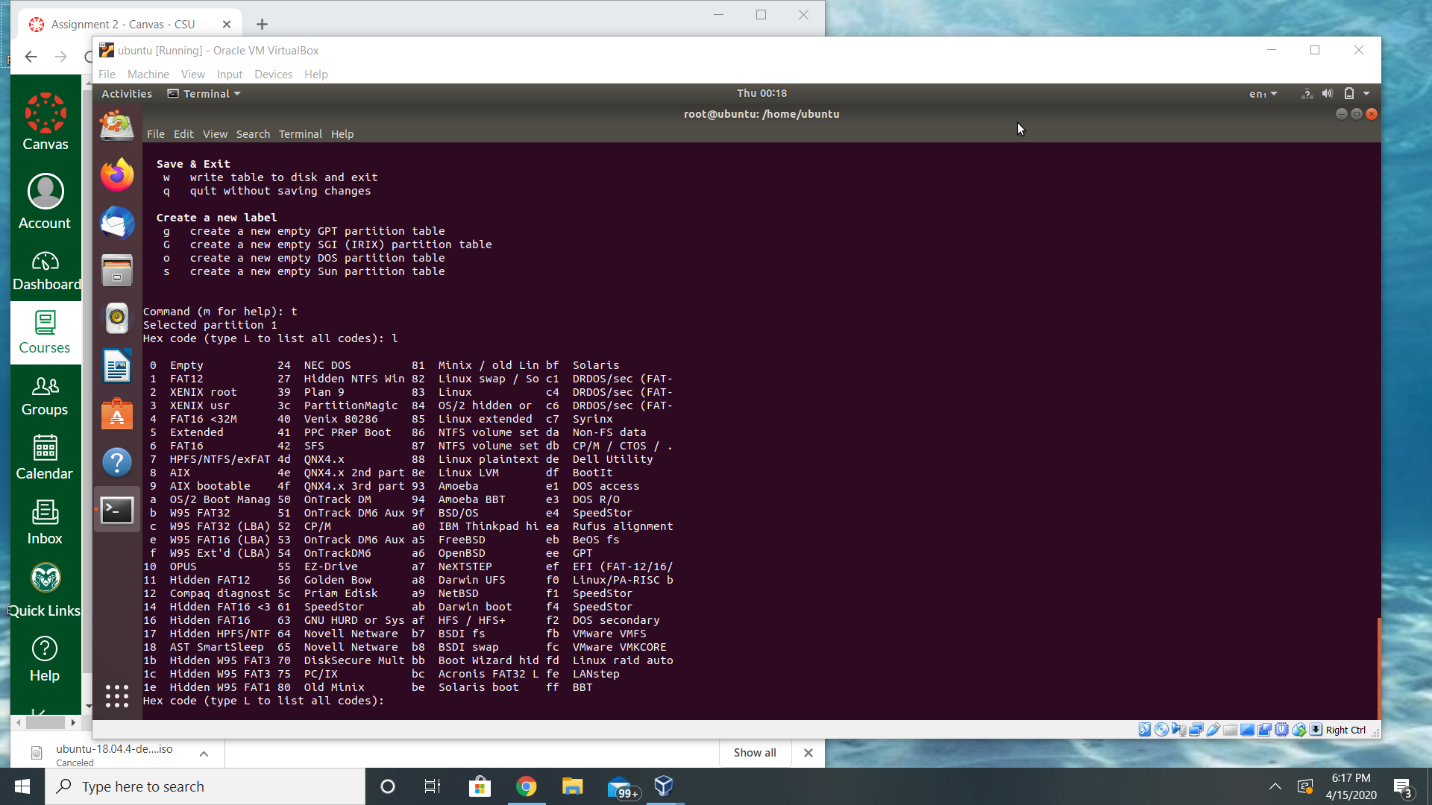 Assignment 2 - Canvas - CSU
ubuntu [Running] - Oracle VM VirtualBox
File Machine View Input Devices Help
Activities Terminal Thu 00:18 en₁
root@ubuntu: /home/ubuntu
File Edit View Search Terminal Help
Save & Exit
w write table to disk and exit
q quit without saving changes
Create a new label
g create a new empty GPT partition table
G create a new empty SGI (IRIX) partition table
o create a new empty DOS partition table
s create a new empty Sun partition table
Command (m for help): t
Selected partition 1
Hex code (type L to list all codes): l
0 Empty 24 NEC DOS 81 Minix / old Lin bf Solaris
1 FAT12 27 Hidden NTFS Win 82 Linux swap / So c1 DRDOS/sec (FAT-
2 XENIX root 39 Plan 9 83 Linux c4 DRDOS/sec (FAT-
3 XENIX usr 3c PartitionMagic 84 OS/2 hidden or c6 DRDOS/sec (FAT-
4 FAT16 <32M 40 Venix 80286 85 Linux extended c7 Syrinx
5 Extended 41 PPC PReP Boot 86 NTFS volume set da Non-FS data
6 FAT16 42 SFS 87 NTFS volume set db CP/M / CTOS / .
7 HPFS/NTFS/exFAT 4d QNX4.x 88 Linux plaintext de Dell Utility
8 AIX 4e QNX4.x 2nd part 8e Linux LVM df BootIt
9 AIX bootable 4f QNX4.x 3rd part 93 Amoeba e1 DOS access
a OS/2 Boot Manag 50 OnTrack DM 94 Amoeba BBT e3 DOS R/O
b W95 FAT32 51 OnTrack DM6 Aux 9f BSD/OS e4 SpeedStor
c W95 FAT32 (LBA) 52 CP/M a0 IBM Thinkpad hi ea Rufus alignment
e W95 FAT16 (LBA) 53 OnTrack DM6 Aux a5 FreeBSD eb BeOS fs
f W95 Ext'd (LBA) 54 OnTrackDM6 a6 OpenBSD ee GPT
10 OPUS 55 EZ-Drive a7 NeXTSTEP ef EFI (FAT-12/16/
11 Hidden FAT12 56 Golden Bow a8 Darwin UFS f0 Linux/PA-RISC b
12 Compaq diagnost 5c Priam Edisk a9 NetBSD f1 SpeedStor
14 Hidden FAT16 <3 61 SpeedStor ab Darwin boot f4 SpeedStor
16 Hidden FAT16 63 GNU HURD or Sys af HFS / HFS+ f2 DOS secondary
17 Hidden HPFS/NTF 64 Novell Netware b7 BSDI fs fb VMware VMFS
18 AST SmartSleep 65 Novell Netware b8 BSDI swap fc VMware VMKCORE
1b Hidden W95 FAT3 70 DiskSecure Mult bb Boot Wizard hid fd Linux raid auto
1c Hidden W95 FAT3 75 PC/IX bc Acronis FAT32 L fe LANstep
1e Hidden W95 FAT1 80 Old Minix be Solaris boot ff BBT
Hex code (type L to list all codes):
Canvas
Account
Dashboard
Courses
Groups
Calendar
Inbox
Quick Links
Help
Right Ctrl
ubuntu-18.04.4-de....iso
Canceled
Show all
Type here to search
99+
6:17 PM
4/15/2020
3